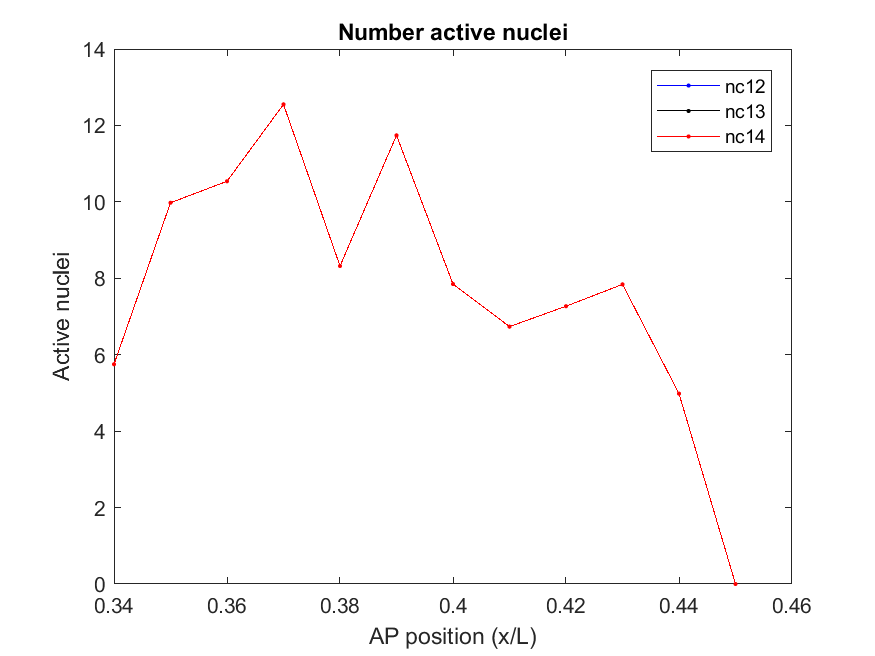 Number active nuclei
14
12
10
8
6
4
2
0
Active nuclei
nc12
nc13
nc14
0.34
0.36
0.38
0.4
0.42
0.44
0.46
AP position (x/L)